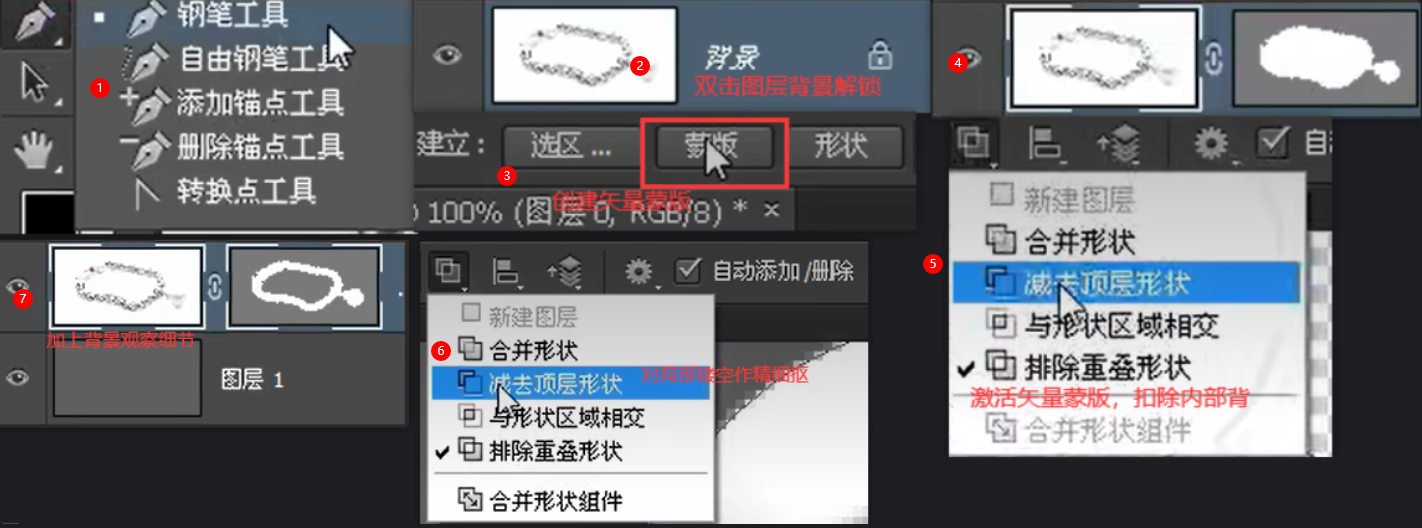 钢笔工具
自由钢笔工具
1
添加锚点工具
删除锚点工具
转换点工具
2
背景
双击图层背景解锁
建立：
选区 ...
蒙版
形状
3
创建矢量蒙版
100% (图层 0, RGB/8) * ×
4
自
新建图层
合并形状
5
减去顶层形状
与形状区域相交
排除重叠形状
激活矢量蒙版，扣除内部背
合并形状组件
7
加上背景观察细节
图层 1
自动添加/删除
新建图层
6
合并形状
减去顶层形状
对局部镂空作精细抠
与形状区域相交
排除重叠形状
合并形状组件